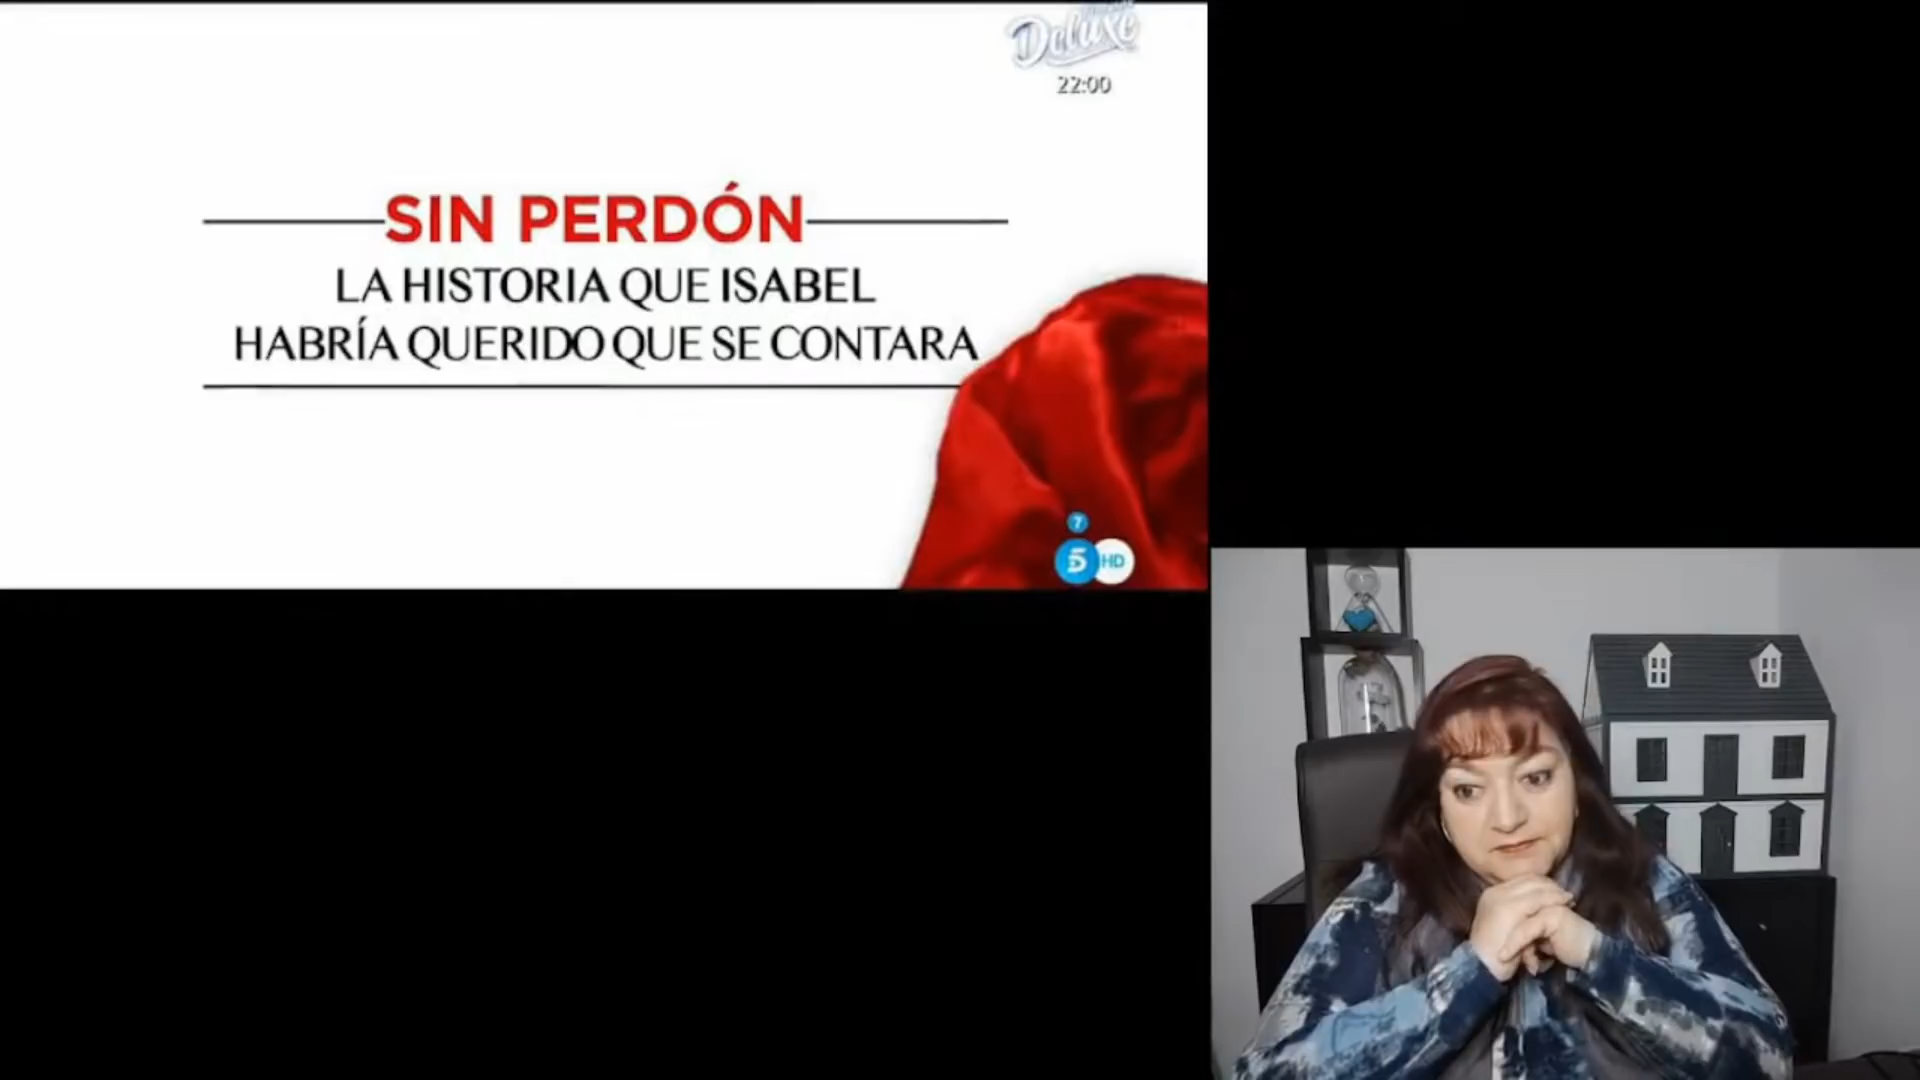 Deluxe
22:00
SIN PERDÓN
LA HISTORIA QUE ISABEL
HABRÍA QUERIDO QUE SE CONTARA
7
5 HD